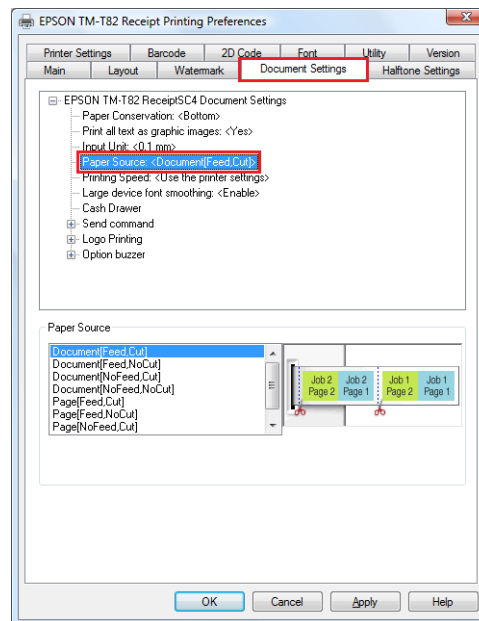 EPSON TM-T82 Receipt Printing Preferences
Printer Settings Barcode 2D Code Font Utility Version
Main Layout Watermark Document Settings Halftone Settings
EPSON TM-T82 ReceiptSC4 Document Settings
Paper Conservation: <Bottom>
Print all text as graphic images: <Yes>
Input Unit: <0.1 mm>
Paper Source: <Document[Feed,Cut]>
Printing Speed: <Use the printer settings>
Large device font smoothing: <Enable>
Cash Drawer
Send command
Logo Printing
Option buzzer
Paper Source
Document[Feed,Cut]
Document[Feed,NoCut]
Document[NoFeed,Cut]
Document[NoFeed,NoCut]
Page[Feed,Cut]
Page[Feed,NoCut]
Page[NoFeed,Cut]
Job 2 Job 2 Job 1 Job 1
Page 2 Page 1 Page 2 Page 1
OK Cancel Apply Help